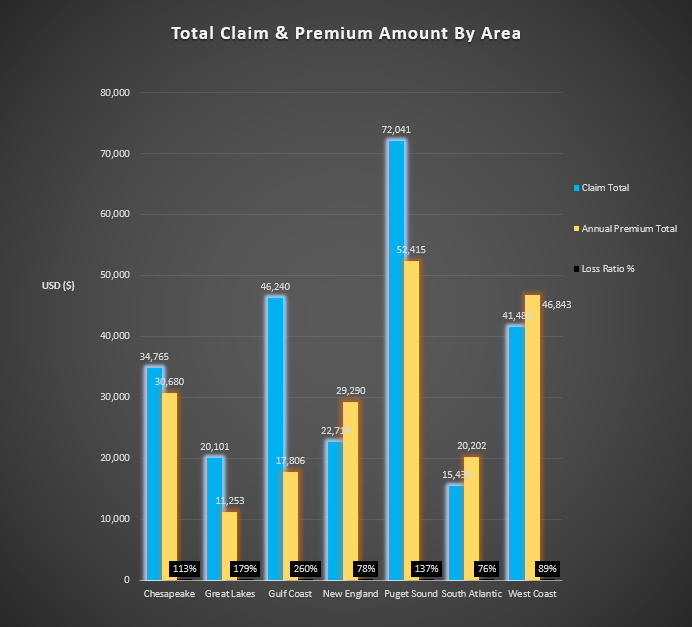 Total Claim & Premium Amount By Area
80,000
70,000
60,000
50,000
40,000
30,000
20,000
10,000
0
USD ($)
34,765
30,680
113%
20,101
11,253
179%
46,240
17,806
260%
29,290
78%
72,041
52,415
137%
20,202
76%
46,843
89%
Chesapeake
Great Lakes
Gulf Coast
New England
Puget Sound
South Atlantic
West Coast
Claim Total
Annual Premium Total
Loss Ratio %